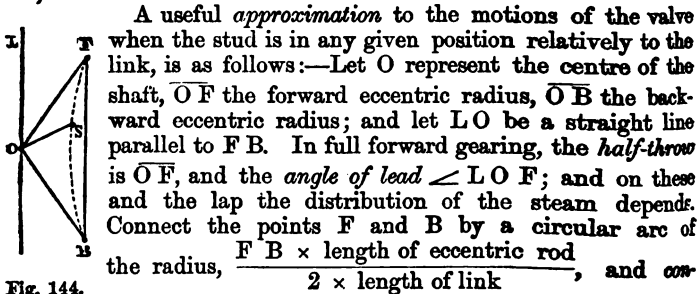 A useful approximation to the motions of the valve
when the stud is in any given position relatively to the
link, is as follows:—Let O represent the centre of the
shaft, O̅ F̅ the forward eccentric radius, O̅ B̅ the back-
ward eccentric radius; and let L O be a straight line
parallel to F B. In full forward gearing, the half-throw
is O̅ F̅, and the angle of lead ∠ L O F; and on these
and the lap the distribution of the steam depends.
Connect the points F and B by a circular arc of
the radius, F B × length of eccentric rod
2 × length of link
, and con-
L
F
S
O
B
Fig. 144.